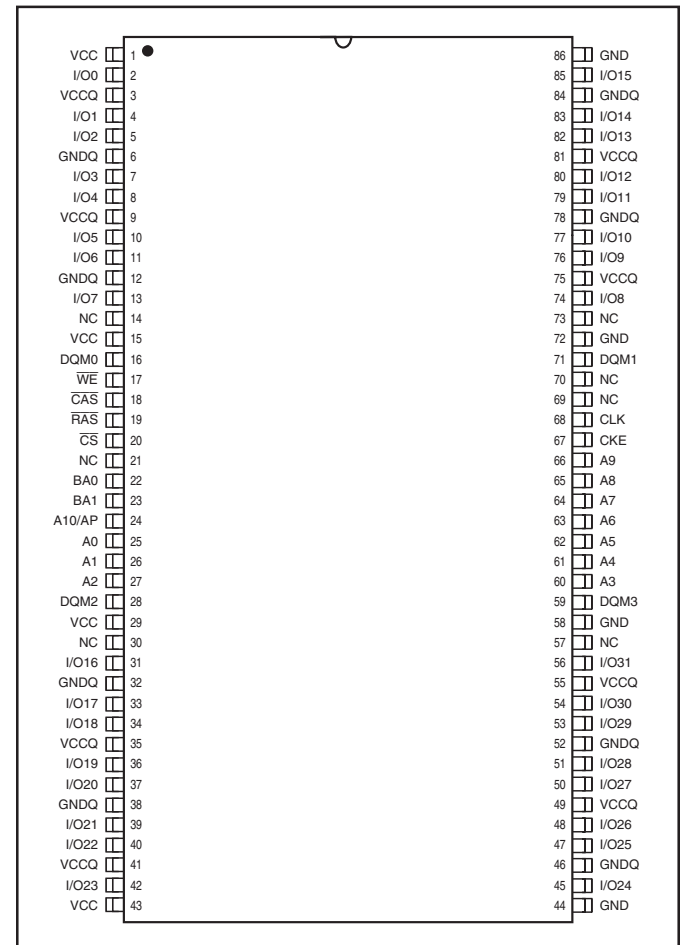 VCC 1 86 GND
I/O0 2 85 I/O15
VCCQ 3 84 GNDQ
I/O1 4 83 I/O14
I/O2 5 82 I/O13
GNDQ 6 81 VCCQ
I/O3 7 80 I/O12
I/O4 8 79 I/O11
VCCQ 9 78 GNDQ
I/O5 10 77 I/O10
I/O6 11 76 I/O9
GNDQ 12 75 VCCQ
I/O7 13 74 I/O8
NC 14 73 NC
VCC 15 72 GND
DQM0 16 71 DQM1
W̅E̅ 17 70 NC
C̅A̅S̅ 18 69 NC
R̅A̅S̅ 19 68 CLK
C̅S̅ 20 67 CKE
NC 21 66 A9
BA0 22 65 A8
BA1 23 64 A7
A10/AP 24 63 A6
A0 25 62 A5
A1 26 61 A4
A2 27 60 A3
DQM2 28 59 DQM3
VCC 29 58 GND
NC 30 57 NC
I/O16 31 56 I/O31
GNDQ 32 55 VCCQ
I/O17 33 54 I/O30
I/O18 34 53 I/O29
VCCQ 35 52 GNDQ
I/O19 36 51 I/O28
I/O20 37 50 I/O27
GNDQ 38 49 VCCQ
I/O21 39 48 I/O26
I/O22 40 47 I/O25
VCCQ 41 46 GNDQ
I/O23 42 45 I/O24
VCC 43 44 GND